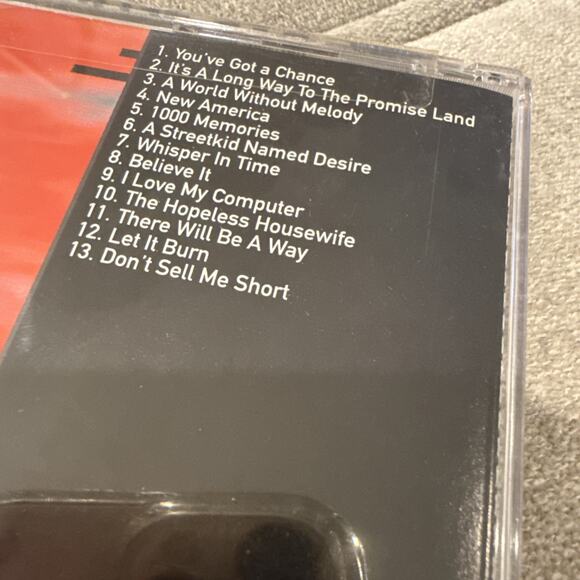 1. You've Got a Chance
2. It's A Long Way To The Promise Land
3. A World Without Melody
4. New America
5. 1000 Memories
6. A Streetkid Named Desire
7. Whisper In Time
8. Believe It
9. I Love My Computer
10. The Hopeless Housewife
11. There Will Be A Way
12. Let It Burn
13. Don't Sell Me Short